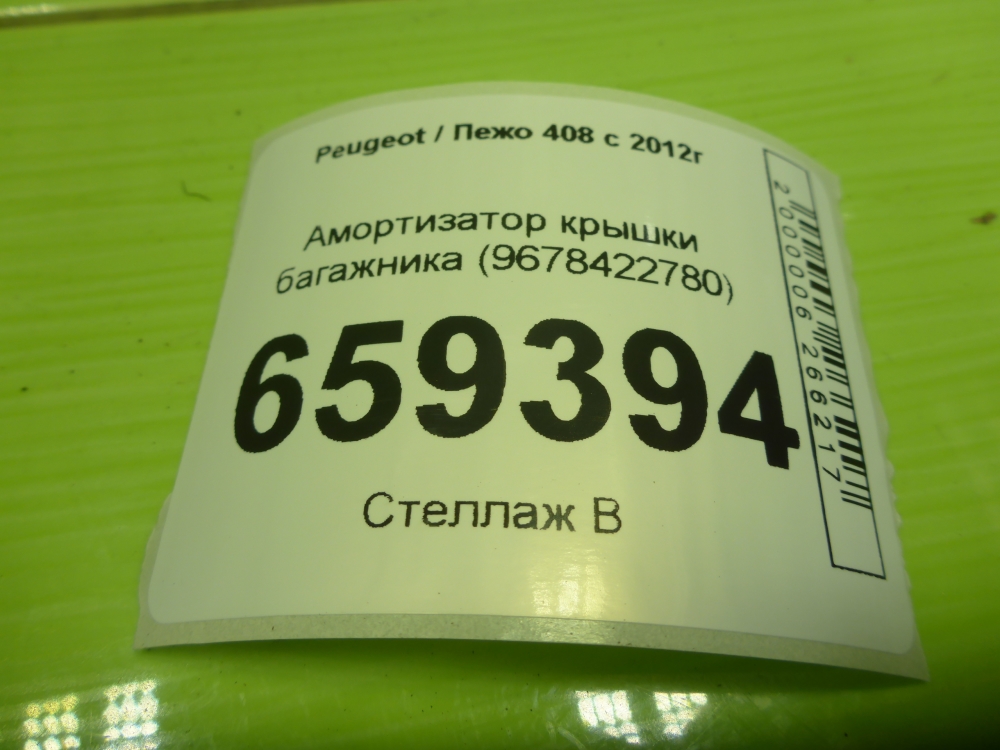 Peugeot / Пежо 408 с 2012г
Амортизатор крышки
багажника (9678422780)
659394
Стеллаж В
2000006266217